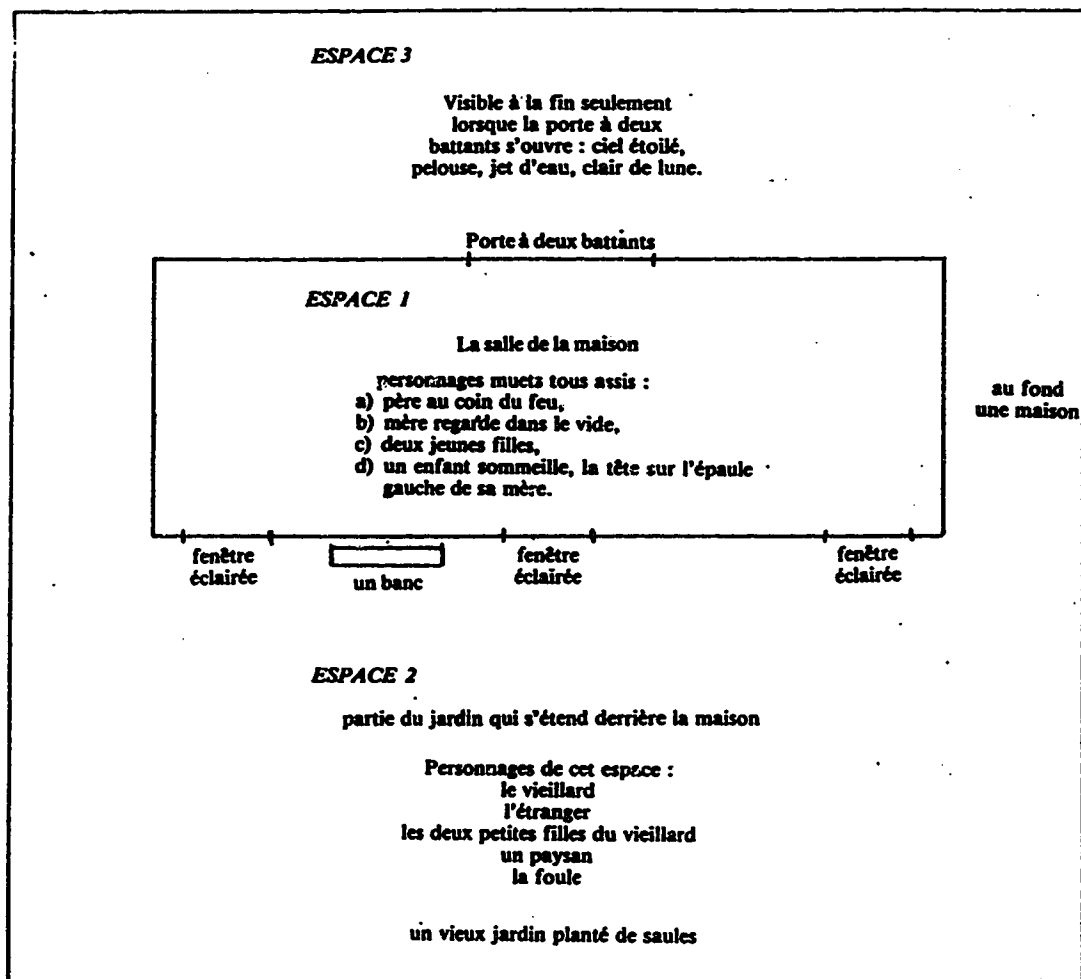 ESPACE 3
Visible à la fin seulement
lorsque la porte à deux
battants s'ouvre : ciel étoilé,
pelouse, jet d'eau, clair de lune.
Porte à deux battants
ESPACE 1
La salle de la maison
personnages muets tous assis :
a) père au coin du feu,
b) mère regarde dans le vide,
c) deux jeunes filles,
d) un enfant sommeille, la tête sur l'épaule
gauche de sa mère.
au fond
une maison
fenêtre
éclairée
un banc
fenêtre
éclairée
fenêtre
éclairée
ESPACE 2
partie du jardin qui s'étend derrière la maison
Personnages de cet espace :
le vieillard
l'étranger
les deux petites filles du vieillard
un paysan
la foule
un vieux jardin planté de saules